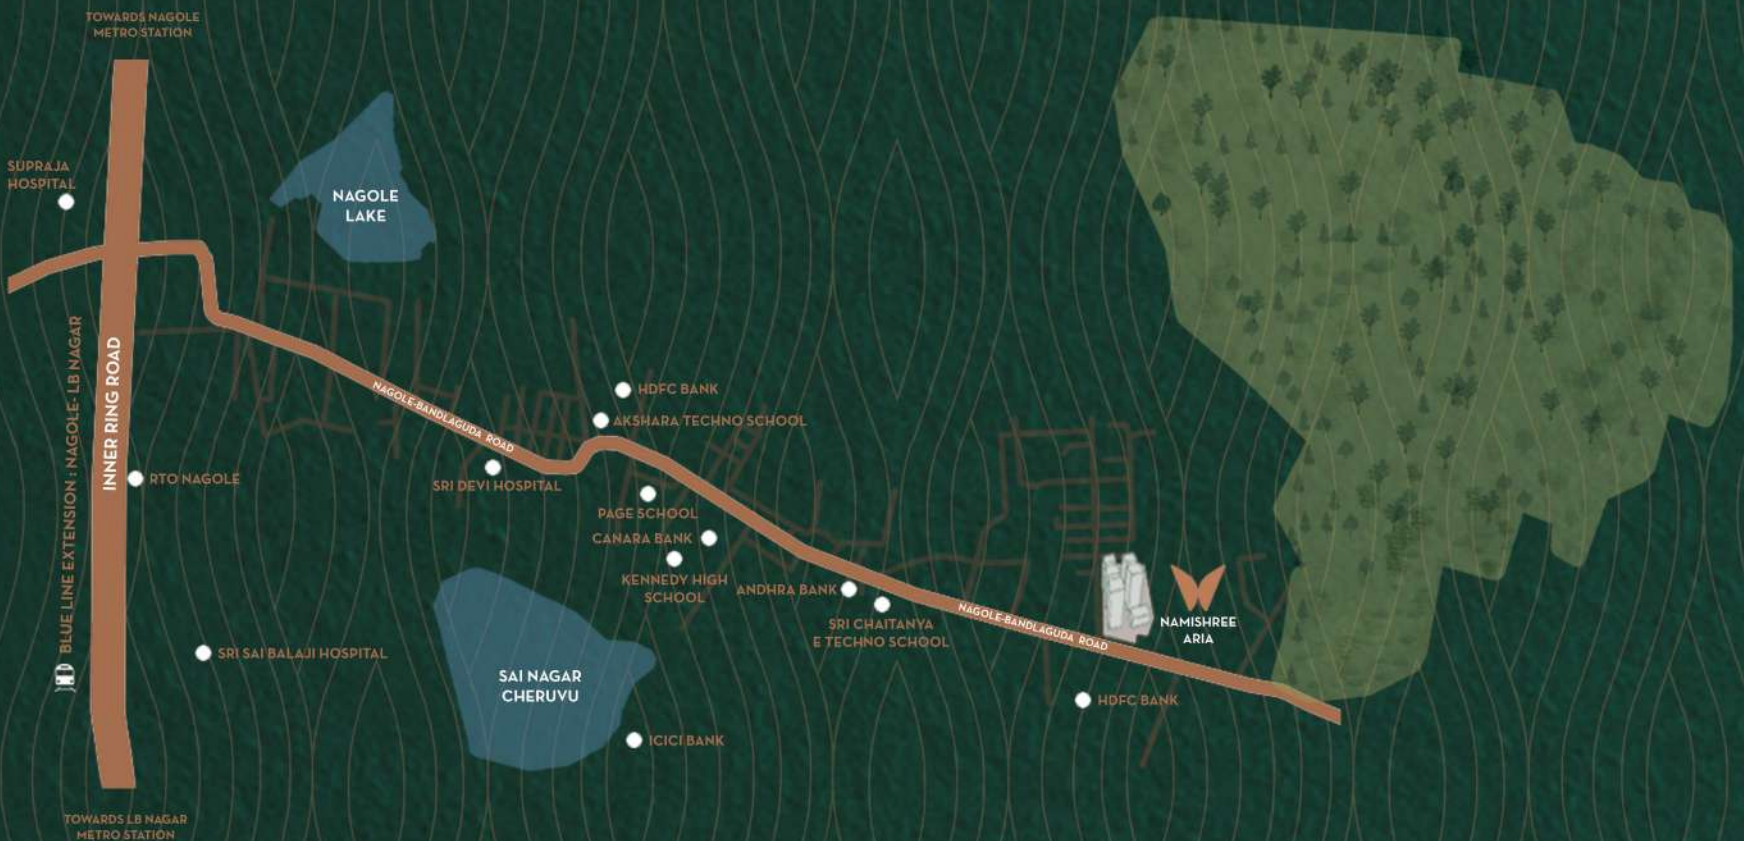 TOWARDS NAGOLE
METRO STATION
SUPRAJA
HOSPITAL
NAGOLE
LAKE
BLUE LINE EXTENSION : NAGOLE- LB NAGAR
INNER RING ROAD
NAGOLE-BANDLAGUDA ROAD
HDFC BANK
AKSHARA TECHNO SCHOOL
RTO NAGOLE
SRI DEVI HOSPITAL
PAGE SCHOOL
CANARA BANK
KENNEDY HIGH
SCHOOL
ANDHRA BANK
SRI CHAITANYA
E TECHNO SCHOOL
NAGOLE-BANDLAGUDA ROAD
NAMISHREE
ARIA
SRI SAI BALAJI HOSPITAL
SAI NAGAR
CHERUVU
HDFC BANK
ICICI BANK
TOWARDS LB NAGAR
METRO STATION